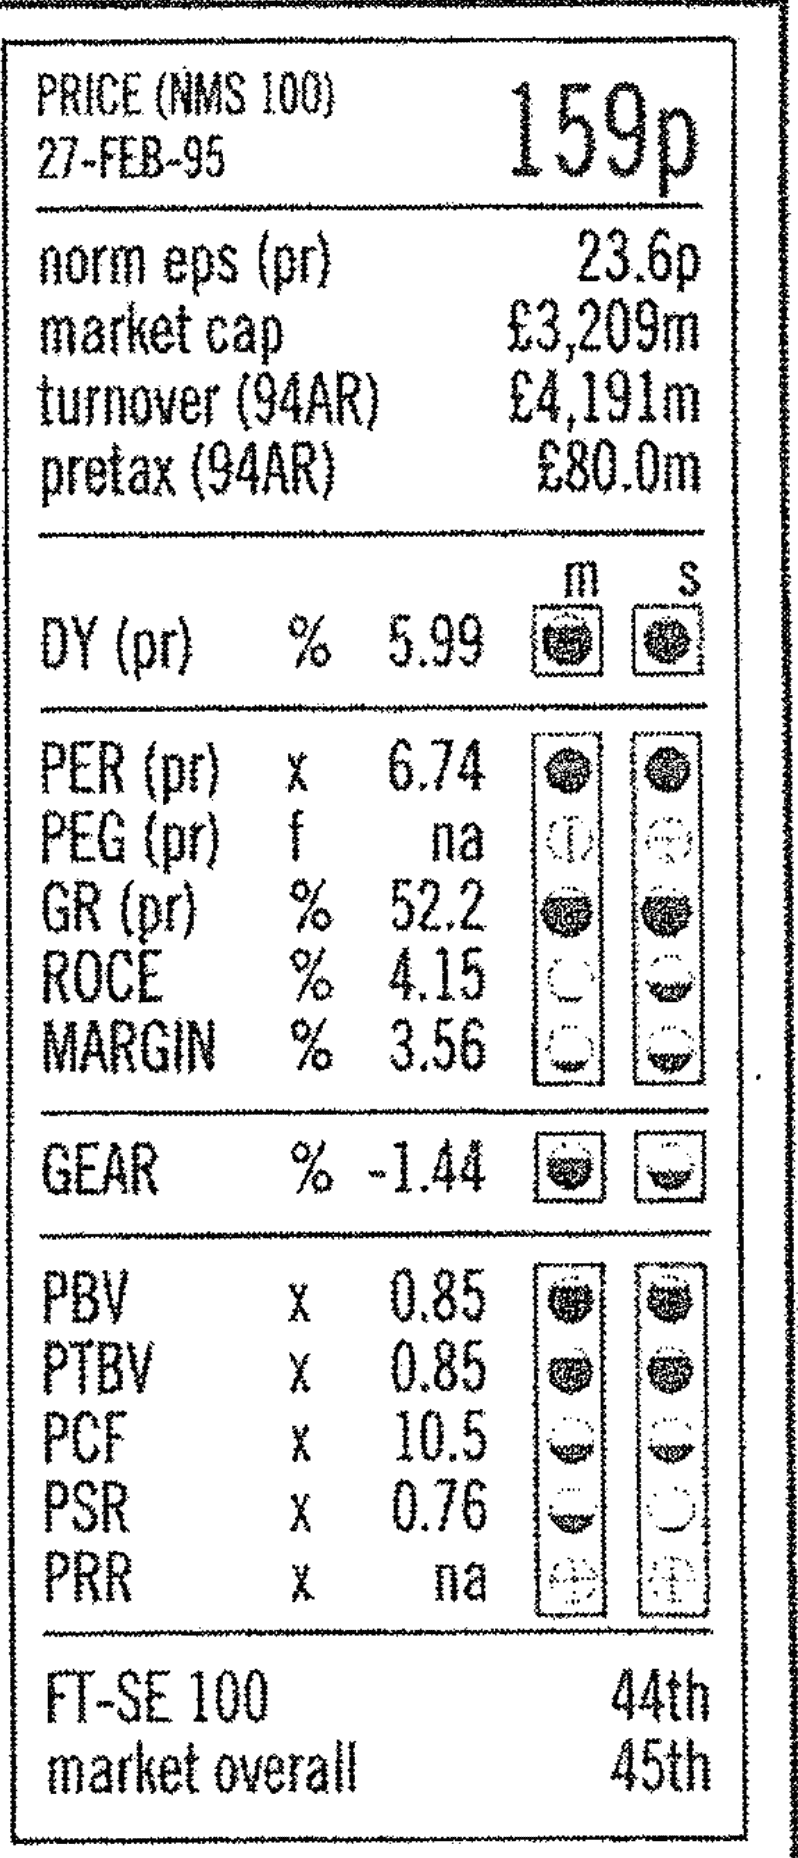 PRICE (NMS 100)
27-FEB-95
159p
norm eps (pr) 23.6p
market cap £3,209m
turnover (94AR) £4,191m
pretax (94AR) £80.0m
m s
DY (pr) % 5.99
PER (pr) x 6.74
PEG (pr) f na
GR (pr) % 52.2
ROCE % 4.15
MARGIN % 3.56
GEAR % -1.44
PBV x 0.85
PTBV x 0.85
PCF x 10.5
PSR x 0.76
PRR x na
FT-SE 100 44th
market overall 45th